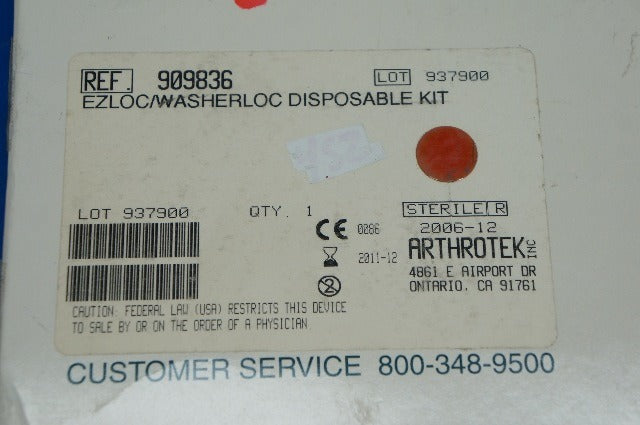 REF. 909836
LOT 937900
EZLOC/WASHERLOC DISPOSABLE KIT
LOT 937900
QTY. 1
CE 0086
STERILE R
2006-12
2011-12
ARTHROTEK INC
4861 E AIRPORT DR
ONTARIO, CA 91761
2
CAUTION: FEDERAL LAW (USA) RESTRICTS THIS DEVICE
TO SALE BY OR ON THE ORDER OF A PHYSICIAN
CUSTOMER SERVICE 800-348-9500